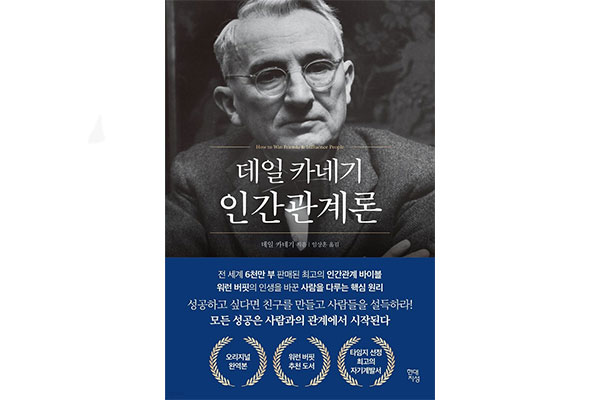 How to Win Friends & Influence People
데일 카네기
인간관계론
데일 카네기 지음 | 임상훈 옮김
전 세계 6천만 부 판매된 최고의 인간관계 바이블
워런 버핏의 인생을 바꾼 사람을 다루는 핵심 원리
성공하고 싶다면 친구를 만들고 사람들을 설득하라!
모든 성공은 사람과의 관계에서 시작된다
오리지널
완역본
워런 버핏
추천 도서
타임지 선정
최고의
자기계발서
현대
지성